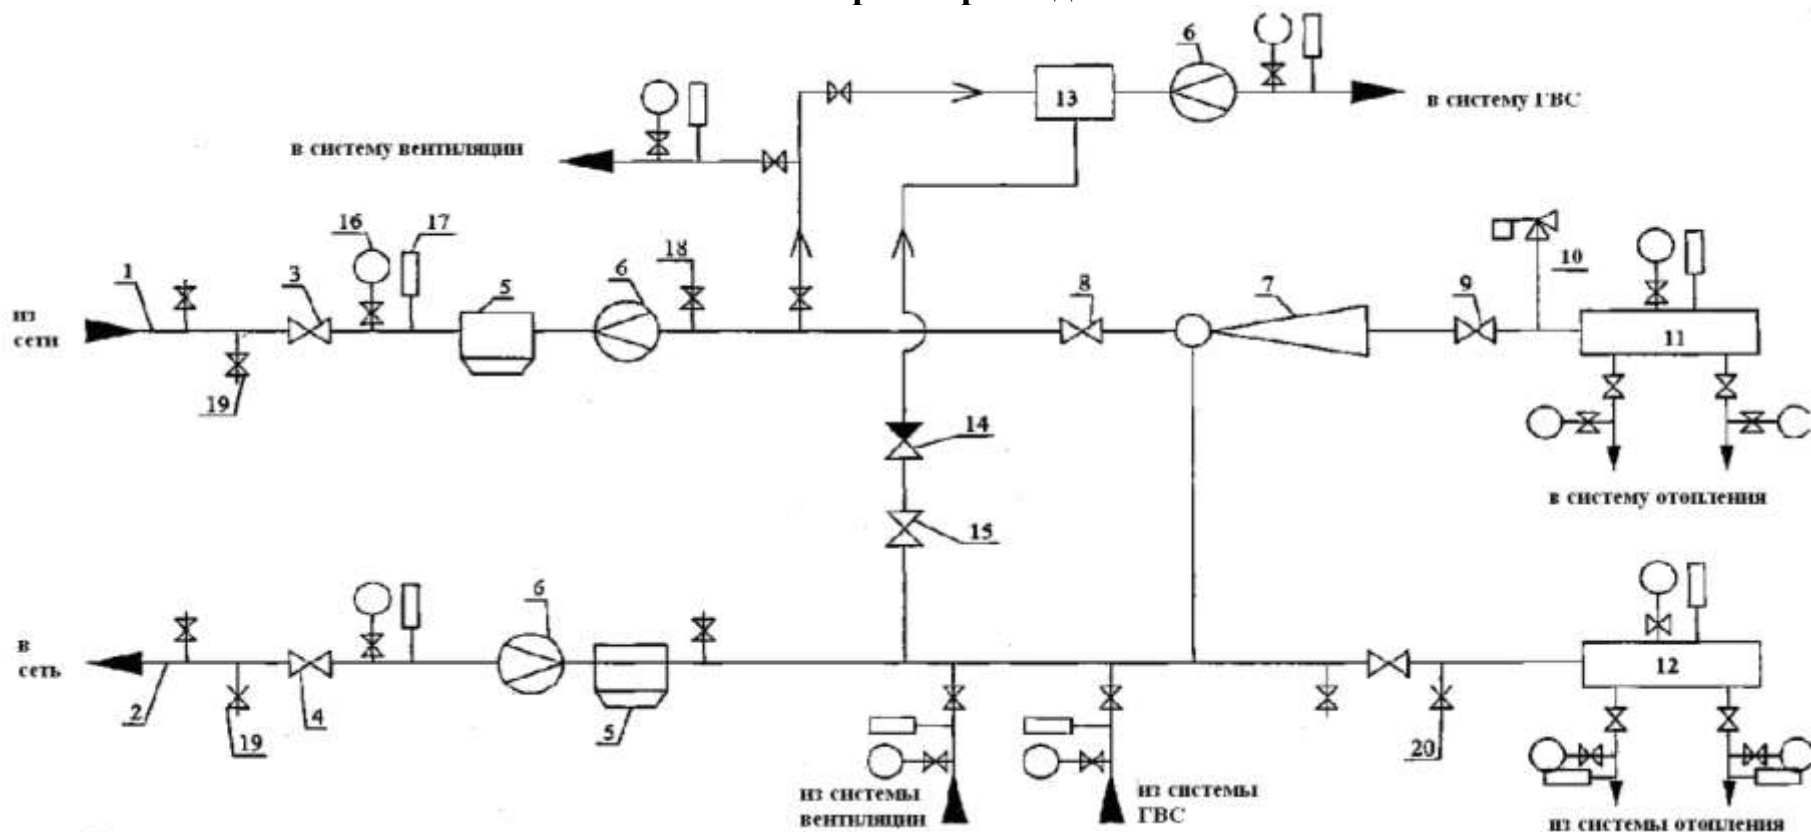 6
в систему ГВС
13
в систему вентиляции
16
17
18
6
10
1
3
5
8
7
9
из
сети
11
19
14
в систему отопления
15
6
в
сеть
12
2
19
4
5
20
из системы
вентиляции
из системы
ГВС
из системы отопления